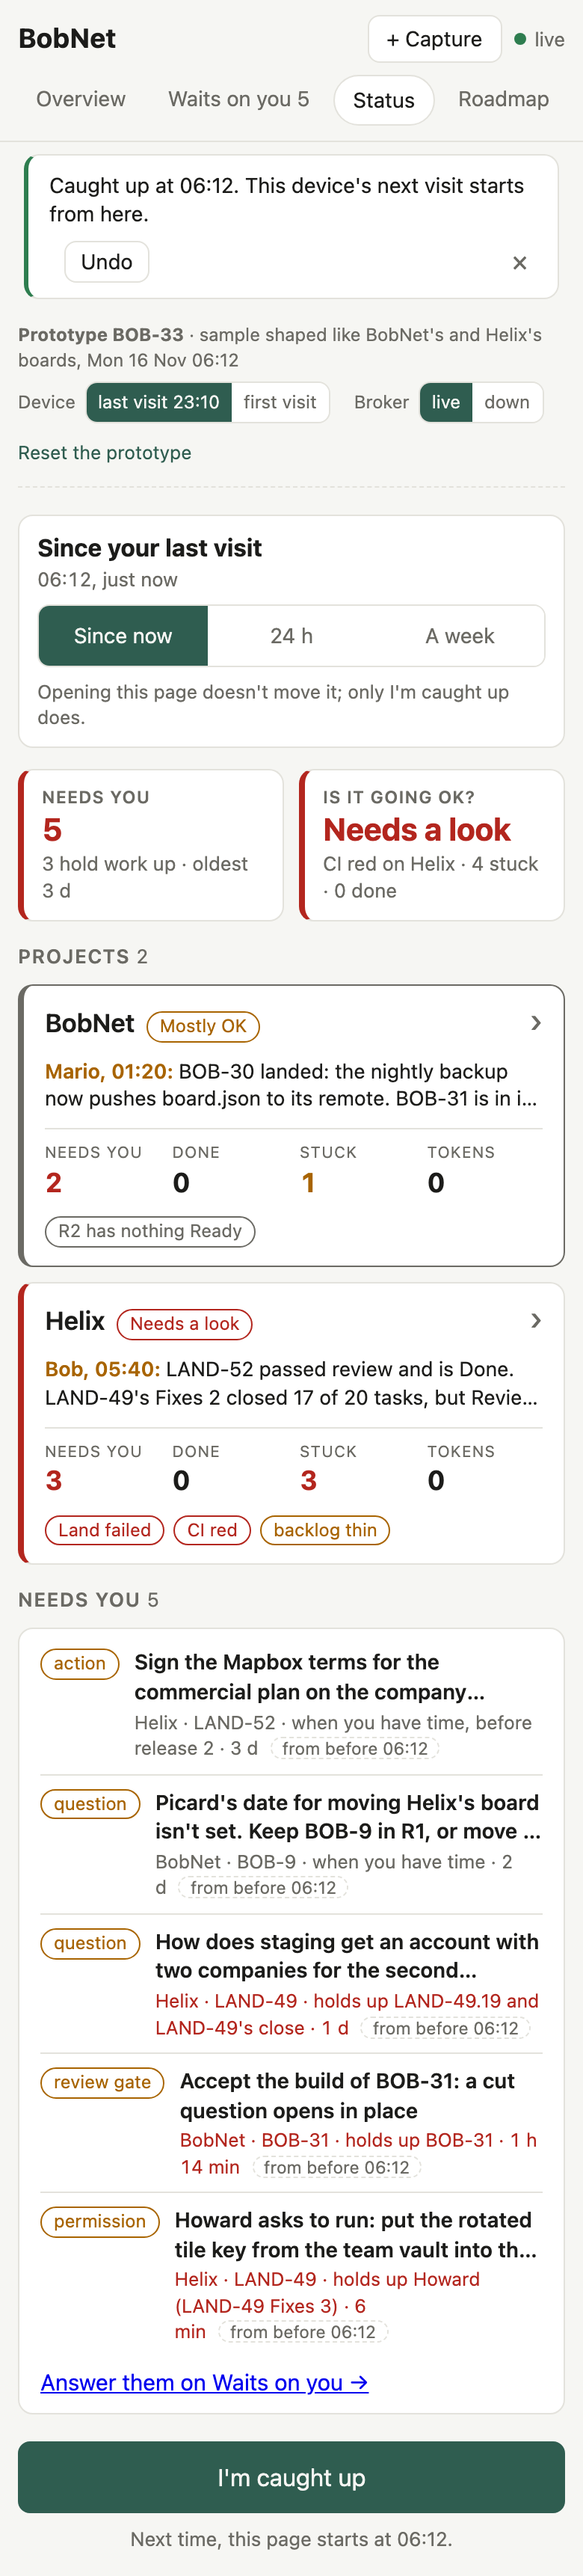 BobNet
+ Capture
live
Overview
Waits on you 5
Status
Roadmap
Caught up at 06:12. This device's next visit starts
from here.
Undo
×
Prototype BOB-33 · sample shaped like BobNet's and Helix's
boards, Mon 16 Nov 06:12
Device
last visit 23:10
first visit
Broker
live
down
Reset the prototype
Since your last visit
06:12, just now
Since now
24 h
A week
Opening this page doesn't move it; only I'm caught up
does.
NEEDS YOU
5
3 hold work up · oldest
3 d
IS IT GOING OK?
Needs a look
CI red on Helix · 4 stuck
· 0 done
PROJECTS 2
BobNet
Mostly OK
›
Mario, 01:20: BOB-30 landed: the nightly backup
now pushes board.json to its remote. BOB-31 is in i...
NEEDS YOU
DONE
STUCK
TOKENS
2
0
1
0
R2 has nothing Ready
Helix
Needs a look
›
Bob, 05:40: LAND-52 passed review and is Done.
LAND-49's Fixes 2 closed 17 of 20 tasks, but Revie...
NEEDS YOU
DONE
STUCK
TOKENS
3
0
3
0
Land failed
CI red
backlog thin
NEEDS YOU 5
action
Sign the Mapbox terms for the
commercial plan on the company...
Helix · LAND-52 · when you have time, before
release 2 · 3 d
from before 06:12
question
Picard's date for moving Helix's board
isn't set. Keep BOB-9 in R1, or move ...
BobNet · BOB-9 · when you have time · 2
d
from before 06:12
question
How does staging get an account with
two companies for the second...
Helix · LAND-49 · holds up LAND-49.19 and
LAND-49's close · 1 d
from before 06:12
review gate
Accept the build of BOB-31: a cut
question opens in place
BobNet · BOB-31 · holds up BOB-31 · 1 h
14 min
from before 06:12
permission
Howard asks to run: put the rotated
tile key from the team vault into th...
Helix · LAND-49 · holds up Howard
(LAND-49 Fixes 3) · 6
min
from before 06:12
Answer them on Waits on you →
I'm caught up
Next time, this page starts at 06:12.